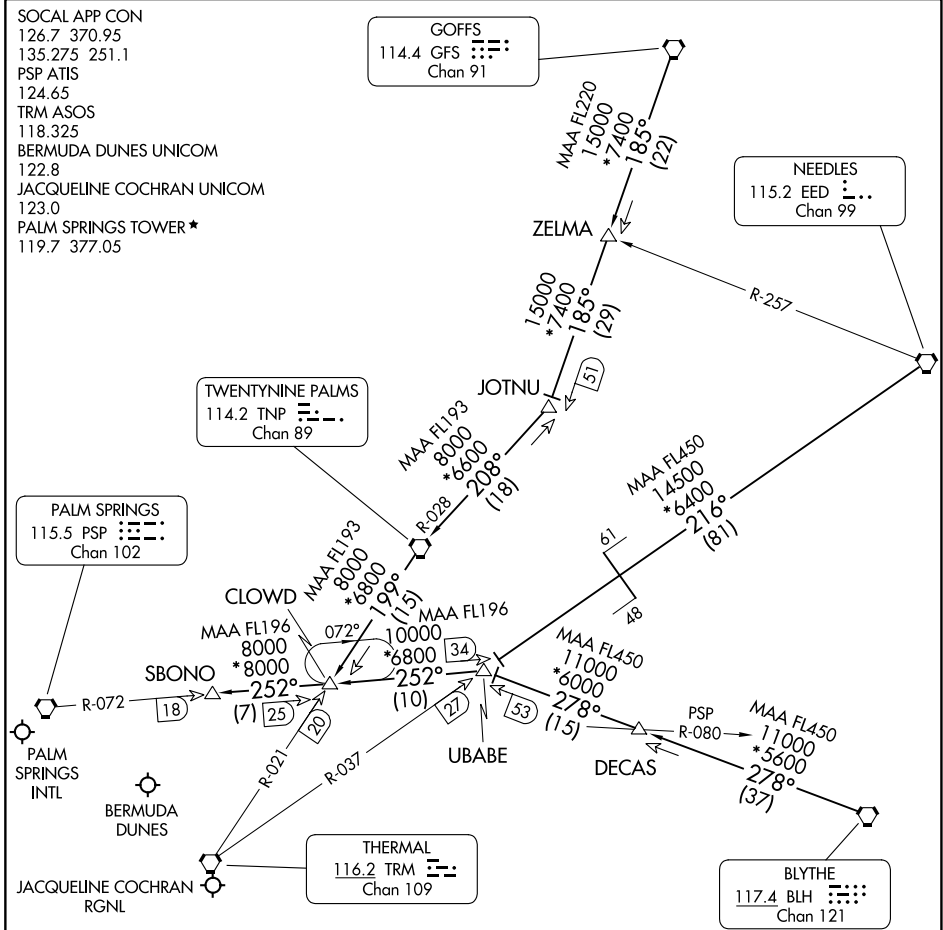 SOCAL APP CON
126.7 370.95
135.275 251.1
PSP ATIS
124.65
TRM ASOS
118.325
BERMUDA DUNES UNICOM
122.8
JACQUELINE COCHRAN UNICOM
123.0
PALM SPRINGS TOWER★
119.7 377.05
GOFFS
114.4 GFS
Chan 91
MAA FL220
15000
*7400
185°
(22)
NEEDLES
115.2 EED
Chan 99
ZELMA
R-257
15000
*7400
185°
(29)
JOTNU
51
TWENTYNINE PALMS
114.2 TNP
Chan 89
MAA FL193
8000
*6600
208°
(18)
R-028
MAA FL450
14500
*6400
216°
(81)
61
48
PALM SPRINGS
115.5 PSP
Chan 102
MAA FL193
8000
*6800
199°
(15)
CLOWD
072°
MAA FL196
8000
*8000
252°
(7)
25
SBONO
R-072
18
MAA FL196
10000
*6800
252°
(10)
34
20
R-021
27
R-037
53
UBABE
MAA FL450
11000
*6000
278°
(15)
DECAS
PSP
R-080
MAA FL450
11000
*5600
278°
(37)
PALM
SPRINGS
INTL
BERMUDA
DUNES
JACQUELINE COCHRAN
RGNL
THERMAL
116.2 TRM
Chan 109
BLYTHE
117.4 BLH
Chan 121